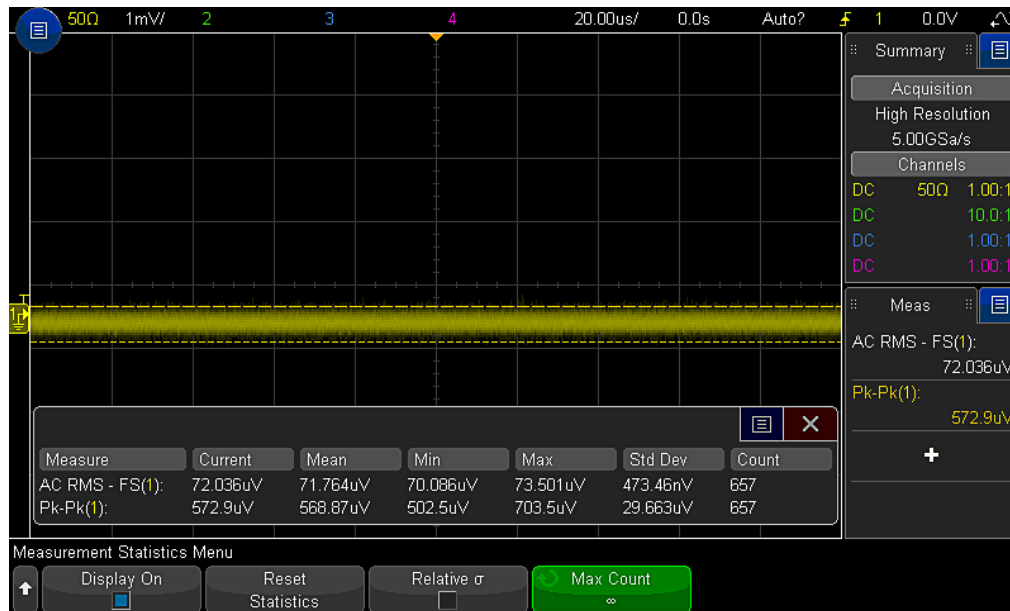 50Ω 1mV/ 2 3 4 20.00us/ 0.0s Auto? 1 0.0V
Summary
Acquisition
High Resolution
5.00GSa/s
Channels
DC 50Ω 1.00:1
DC 10.0:1
DC 1.00:1
DC 1.00:1
Meas
AC RMS - FS(1):
72.036uV
Pk-Pk(1):
572.9uV
+
Measure Current Mean Min Max Std Dev Count
AC RMS - FS(1): 72.036uV 71.764uV 70.086uV 73.501uV 473.46nV 657
Pk-Pk(1): 572.9uV 568.87uV 502.5uV 703.5uV 29.663uV 657
Measurement Statistics Menu
Display On
Reset
Statistics
Relative σ
Max Count
∞